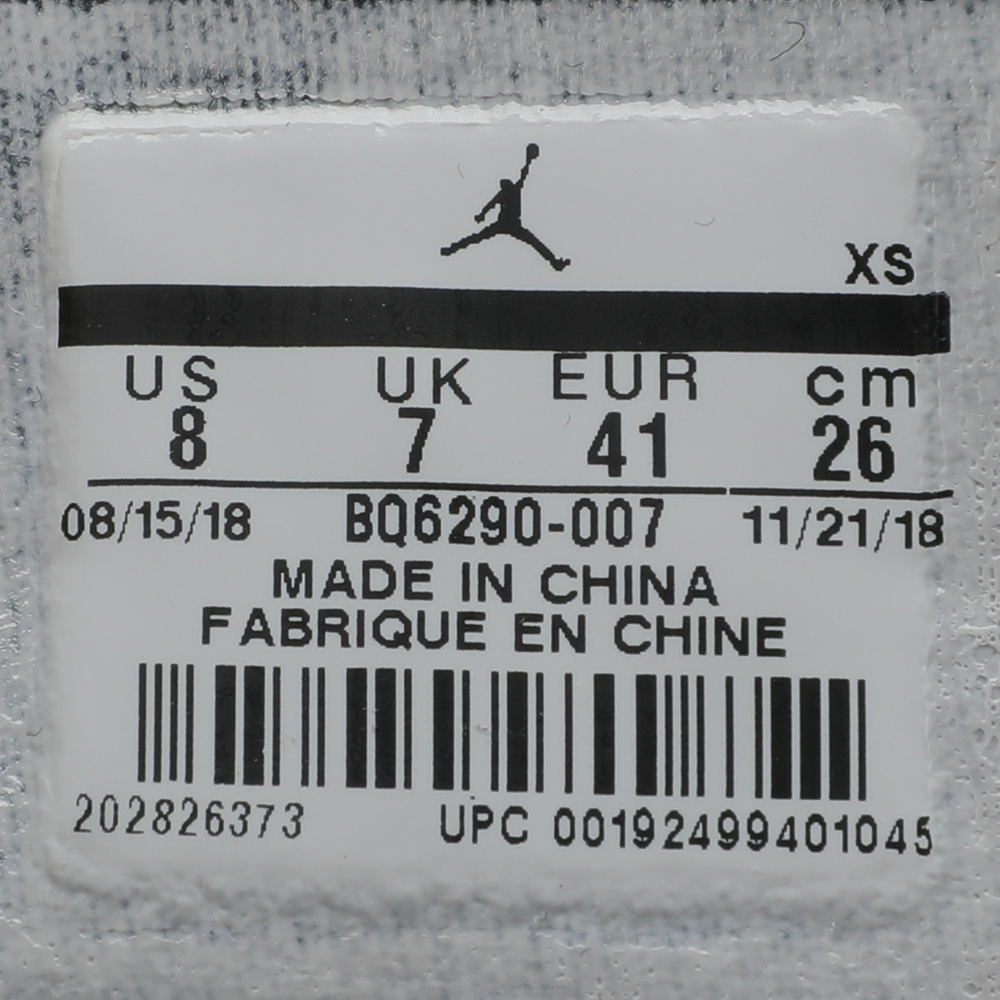 XS
US UK EUR cm
8 7 41 26
08/15/18 BQ6290-007 11/21/18
MADE IN CHINA
FABRIQUE EN CHINE
202826373 UPC 00192499401045